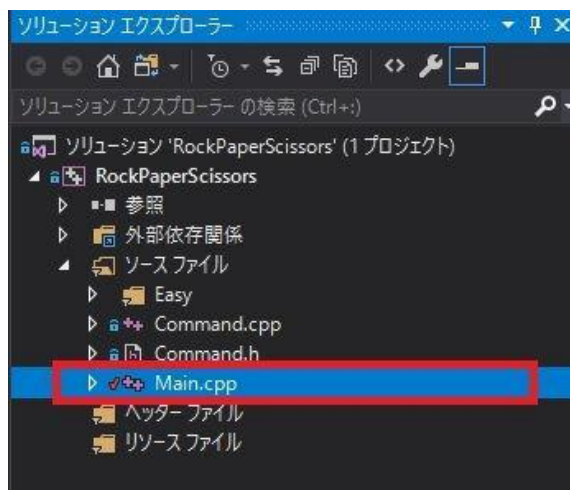 ソリューション エクスプローラー
ソリューション エクスプローラー の検索 (Ctrl+:)
ソリューション 'RockPaperScissors' (1 プロジェクト)
RockPaperScissors
参照
外部依存関係
ソース ファイル
Easy
Command.cpp
Command.h
Main.cpp
ヘッダー ファイル
リソース ファイル